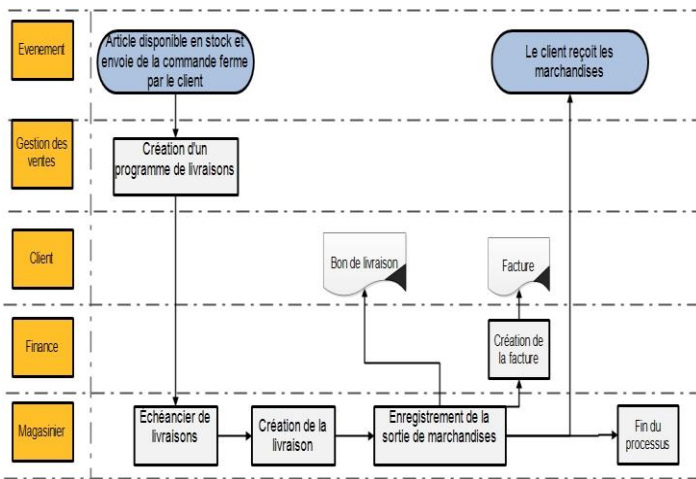 Evenement
Article disponible en stock et
envoie de la commande ferme
par le client
Le client reçoit les
marchandises
Gestion des
ventes
Création d'un
programme de livraisons
Client
Bon de livraison
Facture
Finance
Création de
la facture
Magasinier
Echéancier de
livraisons
Création de la
livraison
Enregistrement de la
sortie de marchandises
Fin du
processus